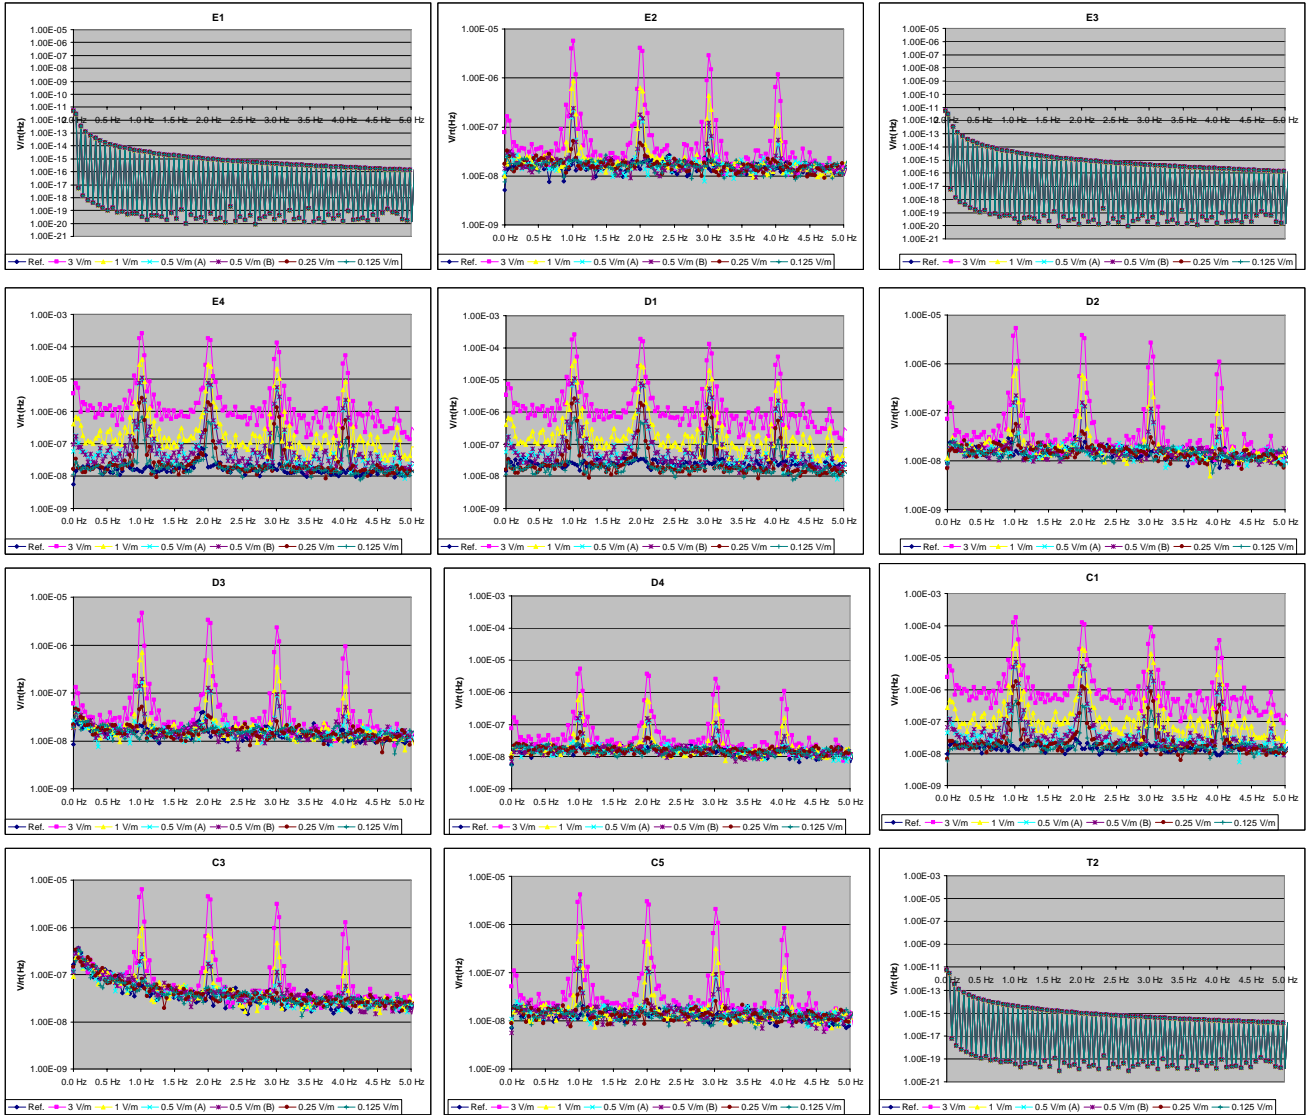 E1
1.00E-05
1.00E-06
1.00E-07
1.00E-08
1.00E-09
1.00E-10
1.00E-11
1.00E-12
1.00E-13
1.00E-14
1.00E-15
1.00E-16
1.00E-17
1.00E-18
1.00E-19
1.00E-20
1.00E-21
V/rt(Hz)
0.0 Hz 0.5 Hz 1.0 Hz 1.5 Hz 2.0 Hz 2.5 Hz 3.0 Hz 3.5 Hz 4.0 Hz 4.5 Hz 5.0 Hz
Ref. 3 V/m 1 V/m 0.5 V/m (A) 0.5 V/m (B) 0.25 V/m 0.125 V/m
E2
1.00E-05
1.00E-06
1.00E-07
1.00E-08
1.00E-09
V/rt(Hz)
0.0 Hz 0.5 Hz 1.0 Hz 1.5 Hz 2.0 Hz 2.5 Hz 3.0 Hz 3.5 Hz 4.0 Hz 4.5 Hz 5.0 Hz
Ref. 3 V/m 1 V/m 0.5 V/m (A) 0.5 V/m (B) 0.25 V/m 0.125 V/m
E3
1.00E-05
1.00E-06
1.00E-07
1.00E-08
1.00E-09
1.00E-10
1.00E-11
1.00E-12
1.00E-13
1.00E-14
1.00E-15
1.00E-16
1.00E-17
1.00E-18
1.00E-19
1.00E-20
1.00E-21
V/rt(Hz)
0.0 Hz 0.5 Hz 1.0 Hz 1.5 Hz 2.0 Hz 2.5 Hz 3.0 Hz 3.5 Hz 4.0 Hz 4.5 Hz 5.0 Hz
Ref. 3 V/m 1 V/m 0.5 V/m (A) 0.5 V/m (B) 0.25 V/m 0.125 V/m
E4
1.00E-03
1.00E-04
1.00E-05
1.00E-06
1.00E-07
1.00E-08
1.00E-09
V/rt(Hz)
0.0 Hz 0.5 Hz 1.0 Hz 1.5 Hz 2.0 Hz 2.5 Hz 3.0 Hz 3.5 Hz 4.0 Hz 4.5 Hz 5.0 Hz
Ref. 3 V/m 1 V/m 0.5 V/m (A) 0.5 V/m (B) 0.25 V/m 0.125 V/m
D1
1.00E-03
1.00E-04
1.00E-05
1.00E-06
1.00E-07
1.00E-08
1.00E-09
V/rt(Hz)
0.0 Hz 0.5 Hz 1.0 Hz 1.5 Hz 2.0 Hz 2.5 Hz 3.0 Hz 3.5 Hz 4.0 Hz 4.5 Hz 5.0 Hz
Ref. 3 V/m 1 V/m 0.5 V/m (A) 0.5 V/m (B) 0.25 V/m 0.125 V/m
D2
1.00E-05
1.00E-06
1.00E-07
1.00E-08
1.00E-09
V/rt(Hz)
0.0 Hz 0.5 Hz 1.0 Hz 1.5 Hz 2.0 Hz 2.5 Hz 3.0 Hz 3.5 Hz 4.0 Hz 4.5 Hz 5.0 Hz
Ref. 3 V/m 1 V/m 0.5 V/m (A) 0.5 V/m (B) 0.25 V/m 0.125 V/m
D3
1.00E-05
1.00E-06
1.00E-07
1.00E-08
1.00E-09
V/rt(Hz)
0.0 Hz 0.5 Hz 1.0 Hz 1.5 Hz 2.0 Hz 2.5 Hz 3.0 Hz 3.5 Hz 4.0 Hz 4.5 Hz 5.0 Hz
Ref. 3 V/m 1 V/m 0.5 V/m (A) 0.5 V/m (B) 0.25 V/m 0.125 V/m
D4
1.00E-03
1.00E-04
1.00E-05
1.00E-06
1.00E-07
1.00E-08
1.00E-09
V/rt(Hz)
0.0 Hz 0.5 Hz 1.0 Hz 1.5 Hz 2.0 Hz 2.5 Hz 3.0 Hz 3.5 Hz 4.0 Hz 4.5 Hz 5.0 Hz
Ref. 3 V/m 1 V/m 0.5 V/m (A) 0.5 V/m (B) 0.25 V/m 0.125 V/m
C1
1.00E-03
1.00E-04
1.00E-05
1.00E-06
1.00E-07
1.00E-08
1.00E-09
V/rt(Hz)
0.0 Hz 0.5 Hz 1.0 Hz 1.5 Hz 2.0 Hz 2.5 Hz 3.0 Hz 3.5 Hz 4.0 Hz 4.5 Hz 5.0 Hz
Ref. 3 V/m 1 V/m 0.5 V/m (A) 0.5 V/m (B) 0.25 V/m 0.125 V/m
C3
1.00E-05
1.00E-06
1.00E-07
1.00E-08
1.00E-09
V/rt(Hz)
0.0 Hz 0.5 Hz 1.0 Hz 1.5 Hz 2.0 Hz 2.5 Hz 3.0 Hz 3.5 Hz 4.0 Hz 4.5 Hz 5.0 Hz
Ref. 3 V/m 1 V/m 0.5 V/m (A) 0.5 V/m (B) 0.25 V/m 0.125 V/m
C5
1.00E-05
1.00E-06
1.00E-07
1.00E-08
1.00E-09
V/rt(Hz)
0.0 Hz 0.5 Hz 1.0 Hz 1.5 Hz 2.0 Hz 2.5 Hz 3.0 Hz 3.5 Hz 4.0 Hz 4.5 Hz 5.0 Hz
Ref. 3 V/m 1 V/m 0.5 V/m (A) 0.5 V/m (B) 0.25 V/m 0.125 V/m
T2
1.00E-03
1.00E-05
1.00E-07
1.00E-09
1.00E-11
1.00E-13
1.00E-15
1.00E-17
1.00E-19
1.00E-21
V/rt(Hz)
0.0 Hz 0.5 Hz 1.0 Hz 1.5 Hz 2.0 Hz 2.5 Hz 3.0 Hz 3.5 Hz 4.0 Hz 4.5 Hz 5.0 Hz
Ref. 3 V/m 1 V/m 0.5 V/m (A) 0.5 V/m (B) 0.25 V/m 0.125 V/m